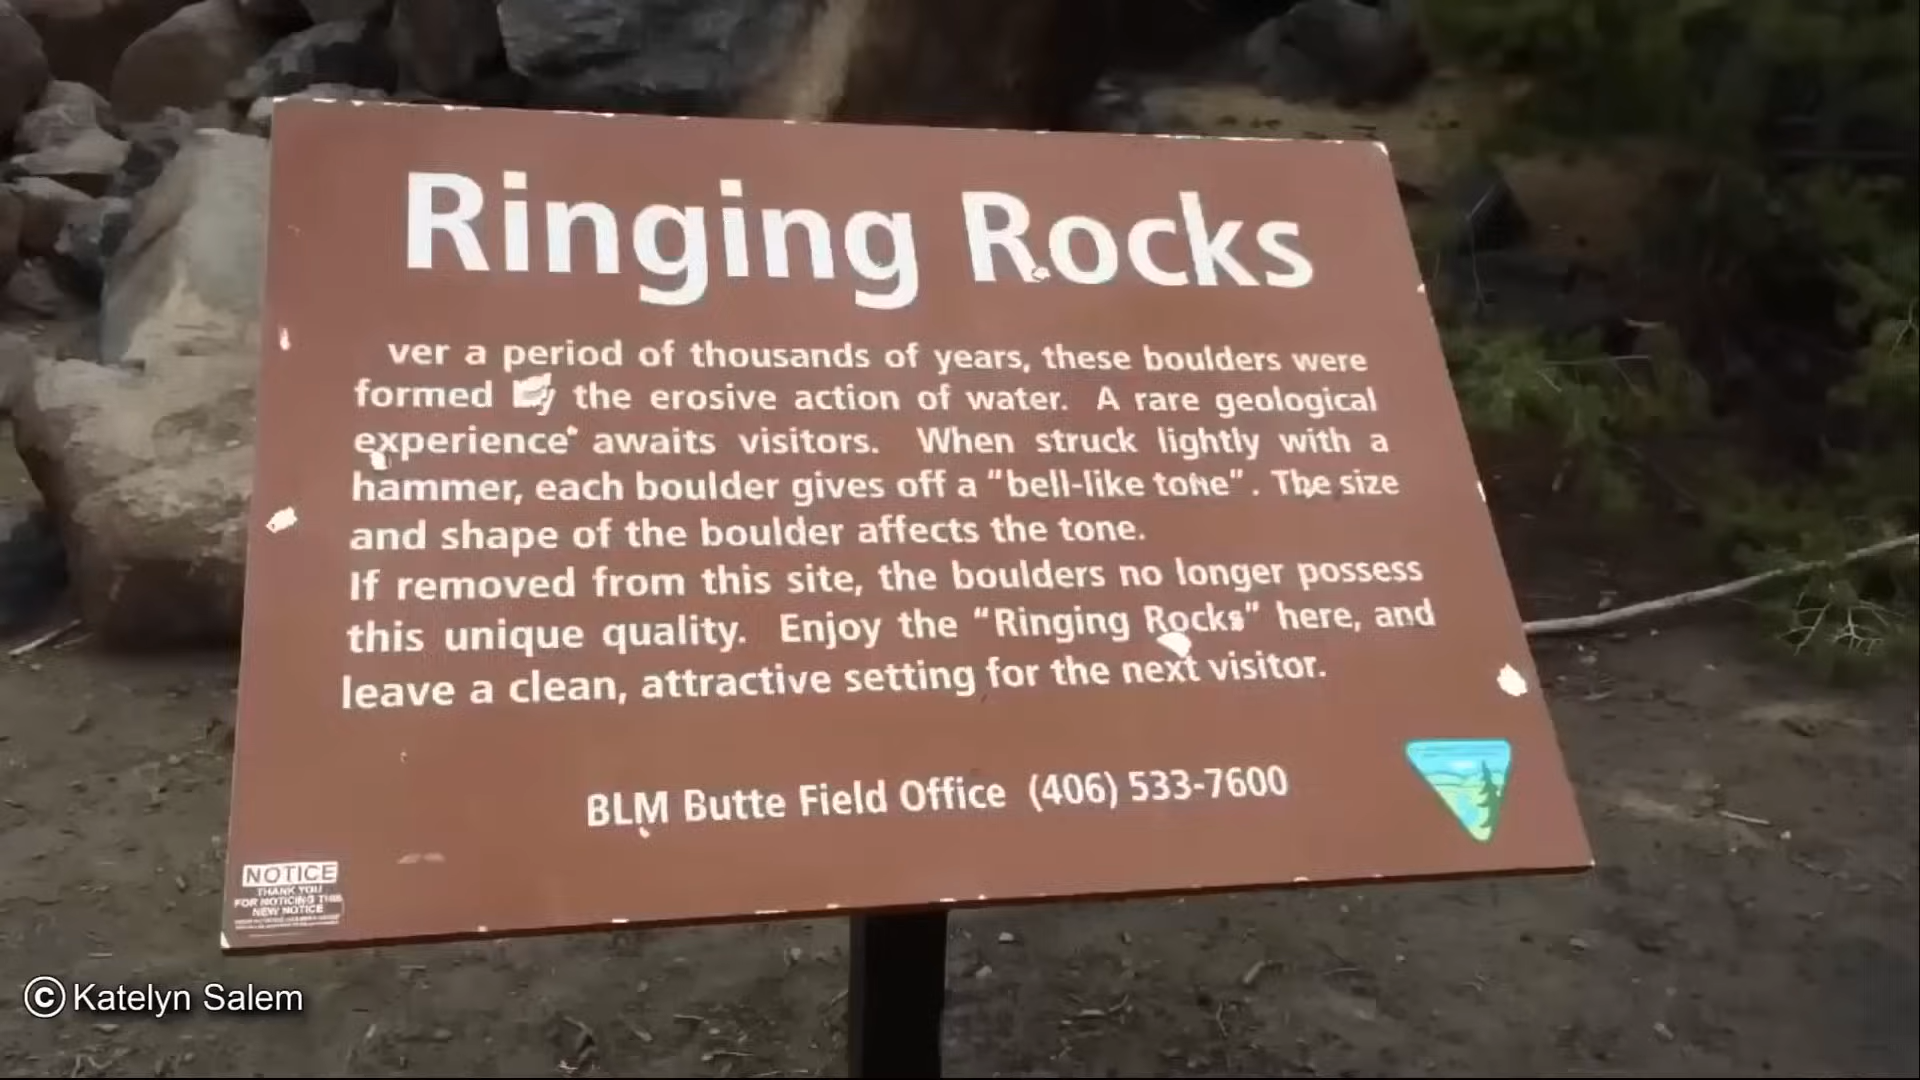 Ringing Rocks
ver a period of thousands of years, these boulders were
formed by the erosive action of water. A rare geological
experience awaits visitors. When struck lightly with a
hammer, each boulder gives off a “bell-like tone”. The size
and shape of the boulder affects the tone.
If removed from this site, the boulders no longer possess
this unique quality. Enjoy the “Ringing Rocks” here, and
leave a clean, attractive setting for the next visitor.
BLM Butte Field Office (406) 533-7600
NOTICE
THANK YOU
FOR NOTICING THIS
NEW NOTICE
© Katelyn Salem